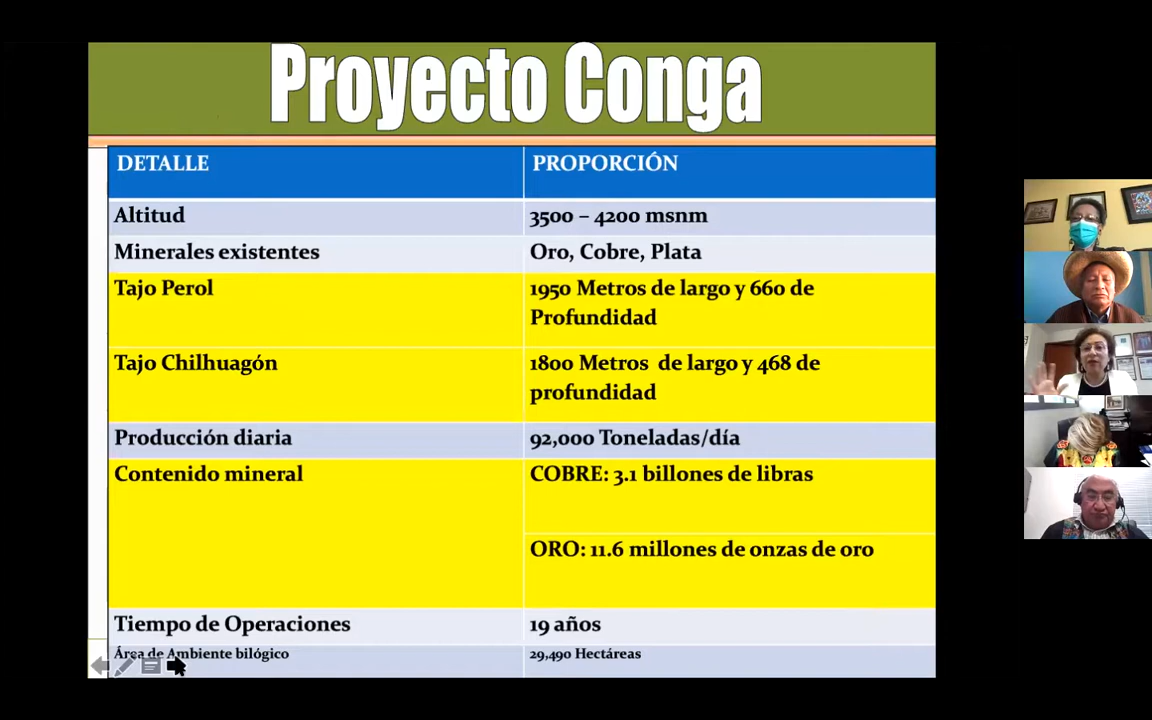 Proyecto Conga
DETALLE
PROPORCIÓN
Altitud
3500 – 4200 msnm
Minerales existentes
Oro, Cobre, Plata
Tajo Perol
1950 Metros de largo y 660 de
Profundidad
Tajo Chilhuagón
1800 Metros de largo y 468 de
profundidad
Producción diaria
92,000 Toneladas/día
Contenido mineral
COBRE: 3.1 billones de libras
ORO: 11.6 millones de onzas de oro
Tiempo de Operaciones
19 años
Área de Ambiente bilógico
29,490 Hectáreas